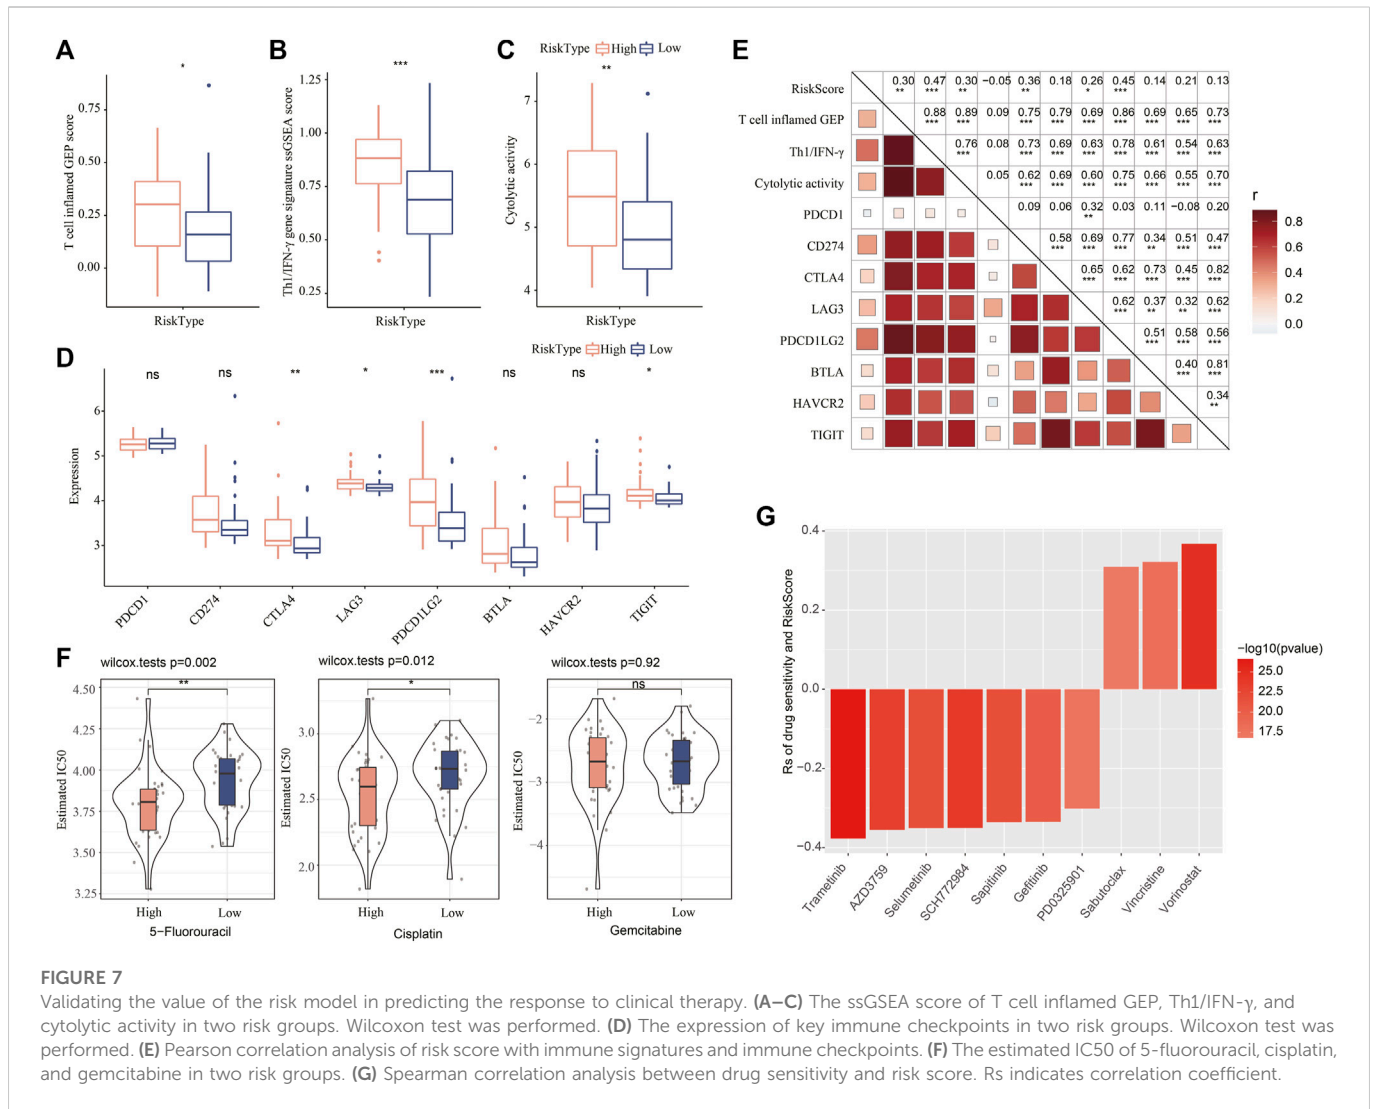 A
*
T cell inflamed GEP score
0.75
0.50
0.25
0.00
RiskType
B
***
Th1/IFN-γ gene signature ssGSEA score
1.25
1.00
0.75
0.50
0.25
RiskType
C
RiskType High Low
**
Cytolytic activity
7
6
5
4
RiskType
D
RiskType High Low
ns ns ** * *** ns ns *
Expression
6
5
4
3
PDCD1 CD274 CTLA4 LAG3 PDCD1LG2 BTLA HAVCR2 TIGIT
E
RiskScore 0.30 ** 0.47 *** 0.30 ** −0.05 0.36 ** 0.18 0.26 * 0.45 *** 0.14 0.21 0.13
T cell inflamed GEP 0.88 *** 0.89 *** 0.09 0.75 *** 0.79 *** 0.69 *** 0.86 *** 0.69 *** 0.65 *** 0.73 ***
Th1/IFN-γ 0.76 *** 0.08 0.73 *** 0.69 *** 0.63 *** 0.78 *** 0.61 *** 0.54 *** 0.63 ***
Cytolytic activity 0.05 0.62 *** 0.69 *** 0.60 *** 0.75 *** 0.66 *** 0.55 *** 0.70 ***
PDCD1 0.09 0.06 0.32 ** 0.03 0.11 −0.08 0.20
CD274 0.58 *** 0.69 *** 0.77 *** 0.34 ** 0.51 *** 0.47 ***
CTLA4 0.65 *** 0.62 *** 0.73 *** 0.45 *** 0.82 ***
LAG3 0.62 *** 0.37 ** 0.32 ** 0.62 ***
PDCD1LG2 0.51 *** 0.58 *** 0.56 ***
BTLA 0.40 *** 0.81 ***
HAVCR2 0.34 **
TIGIT
r
0.8
0.6
0.4
0.2
0.0
F
wilcox.tests p=0.002
**
Estimated IC50
4.50
4.25
4.00
3.75
3.50
3.25
High Low
5−Fluorouracil
wilcox.tests p=0.012
*
Estimated IC50
3.0
2.5
2.0
High Low
Cisplatin
wilcox.tests p=0.92
ns
Estimated IC50
−2
−3
−4
High Low
Gemcitabine
G
Rs of drug sensitivity and RiskScore
0.4
0.2
0.0
−0.2
−0.4
Trametinib AZD3759 Selumetinib SCH772984 Sapitinib Gefitinib PD0325901 Sabutoclax Vincristine Vorinostat
−log10(pvalue)
25.0
22.5
20.0
17.5
FIGURE 7
Validating the value of the risk model in predicting the response to clinical therapy. (A–C) The ssGSEA score of T cell inflamed GEP, Th1/IFN-γ, and
cytolytic activity in two risk groups. Wilcoxon test was performed. (D) The expression of key immune checkpoints in two risk groups. Wilcoxon test was
performed. (E) Pearson correlation analysis of risk score with immune signatures and immune checkpoints. (F) The estimated IC50 of 5-fluorouracil, cisplatin,
and gemcitabine in two risk groups. (G) Spearman correlation analysis between drug sensitivity and risk score. Rs indicates correlation coefficient.